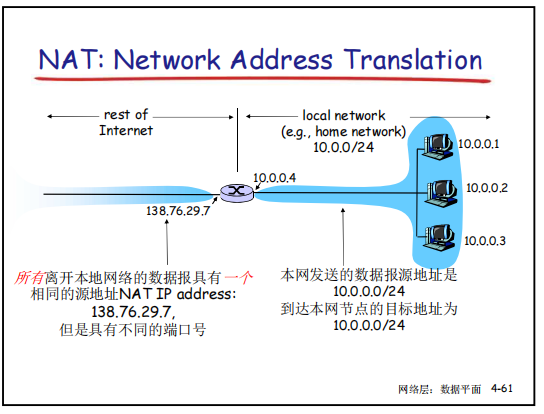 NAT: Network Address Translation
rest of
Internet
local network
(e.g., home network)
10.0.0/24
10.0.0.1
10.0.0.4
10.0.0.2
138.76.29.7
10.0.0.3
所有离开本地网络的数据报具有一个
相同的源地址NAT IP address:
138.76.29.7,
但是具有不同的端口号
本网发送的数据报源地址是
10.0.0.0/24
到达本网节点的目标地址为
10.0.0.0/24
网络层：数据平面 4-61